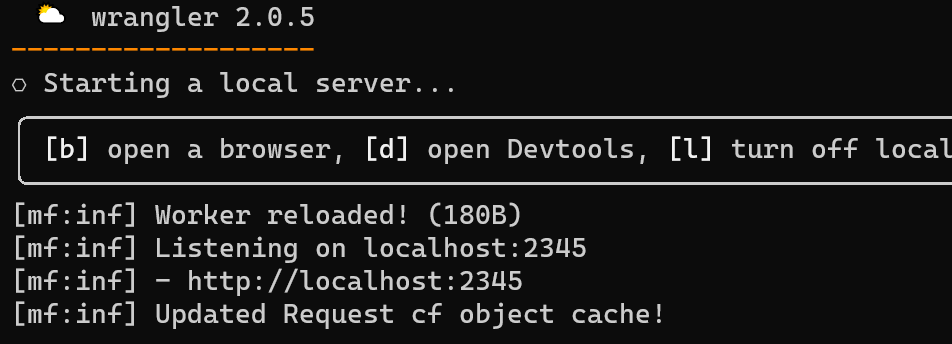 ⛅ wrangler 2.0.5
-------------------
⎔ Starting a local server...
[b] open a browser, [d] open Devtools, [l] turn off local
[mf:inf] Worker reloaded! (180B)
[mf:inf] Listening on localhost:2345
[mf:inf] - http://localhost:2345
[mf:inf] Updated Request cf object cache!